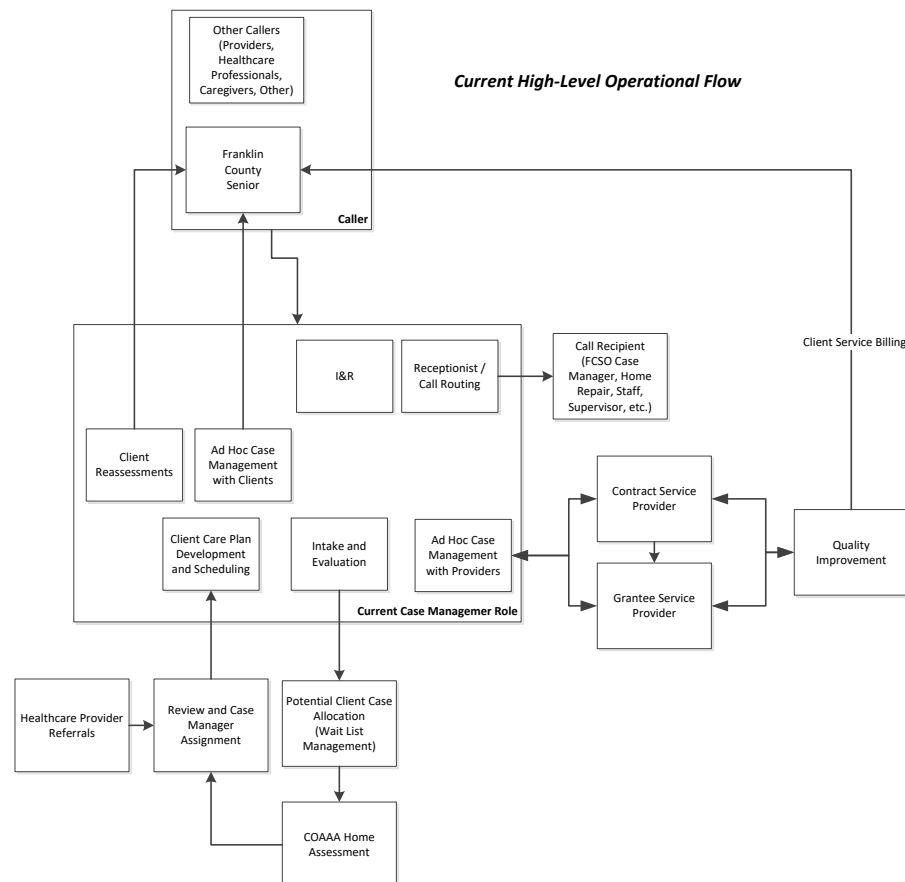 Other Callers
(Providers,
Healthcare
Professionals,
Caregivers, Other)
Current High-Level Operational Flow
Franklin
County
Senior
Caller
Client Service Billing
I&R
Receptionist /
Call Routing
Call Recipient
(FCSO Case
Manager, Home
Repair, Staff,
Supervisor, etc.)
Client
Reassessments
Ad Hoc Case
Management
with Clients
Contract Service
Provider
Client Care Plan
Development
and Scheduling
Intake and
Evaluation
Ad Hoc Case
Management
with Providers
Quality
Improvement
Grantee Service
Provider
Current Case Managemer Role
Healthcare Provider
Referrals
Review and Case
Manager
Assignment
Potential Client Case
Allocation
(Wait List
Management)
COAAA Home
Assessment